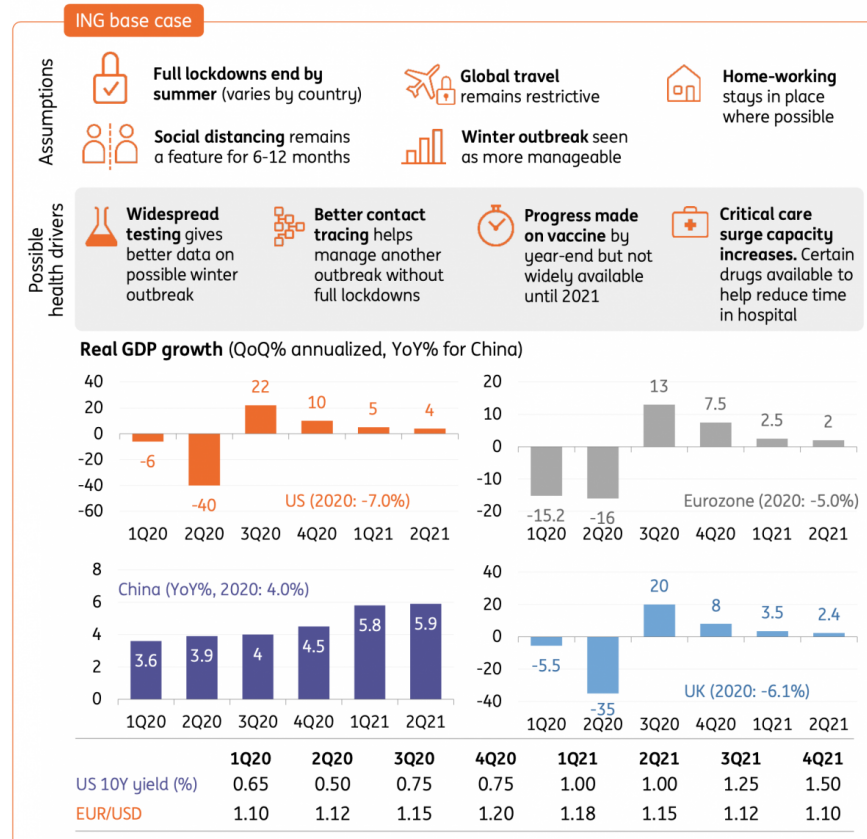 ING base case
Assumptions
Full lockdowns end by
summer (varies by country)
Global travel
remains restrictive
Home-working
stays in place
where possible
Social distancing remains
a feature for 6-12 months
Winter outbreak seen
as more manageable
Possible
health drivers
Widespread
testing gives
better data on
possible winter
outbreak
Better contact
tracing helps
manage another
outbreak without
full lockdowns
Progress made
on vaccine by
year-end but not
widely available
until 2021
Critical care
surge capacity
increases. Certain
drugs available to
help reduce time
in hospital
Real GDP growth (QoQ% annualized, YoY% for China)
40
20
0
-20
-40
-60
-6
-40
22
10
5
4
US (2020: -7.0%)
1Q20 2Q20 3Q20 4Q20 1Q21 2Q21
20
10
0
-10
-20
-15.2
-16
13
7.5
2.5
2
Eurozone (2020: -5.0%)
1Q20 2Q20 3Q20 4Q20 1Q21 2Q21
8
6
4
2
0
China (YoY%, 2020: 4.0%)
3.6
3.9
4
4.5
5.8
5.9
1Q20 2Q20 3Q20 4Q20 1Q21 2Q21
40
20
0
-20
-40
-5.5
-35
20
8
3.5
2.4
UK (2020: -6.1%)
1Q20 2Q20 3Q20 4Q20 1Q21 2Q21
1Q20 2Q20 3Q20 4Q20 1Q21 2Q21 3Q21 4Q21
US 10Y yield (%) 0.65 0.50 0.75 0.75 1.00 1.00 1.25 1.50
EUR/USD 1.10 1.12 1.15 1.20 1.18 1.15 1.12 1.10